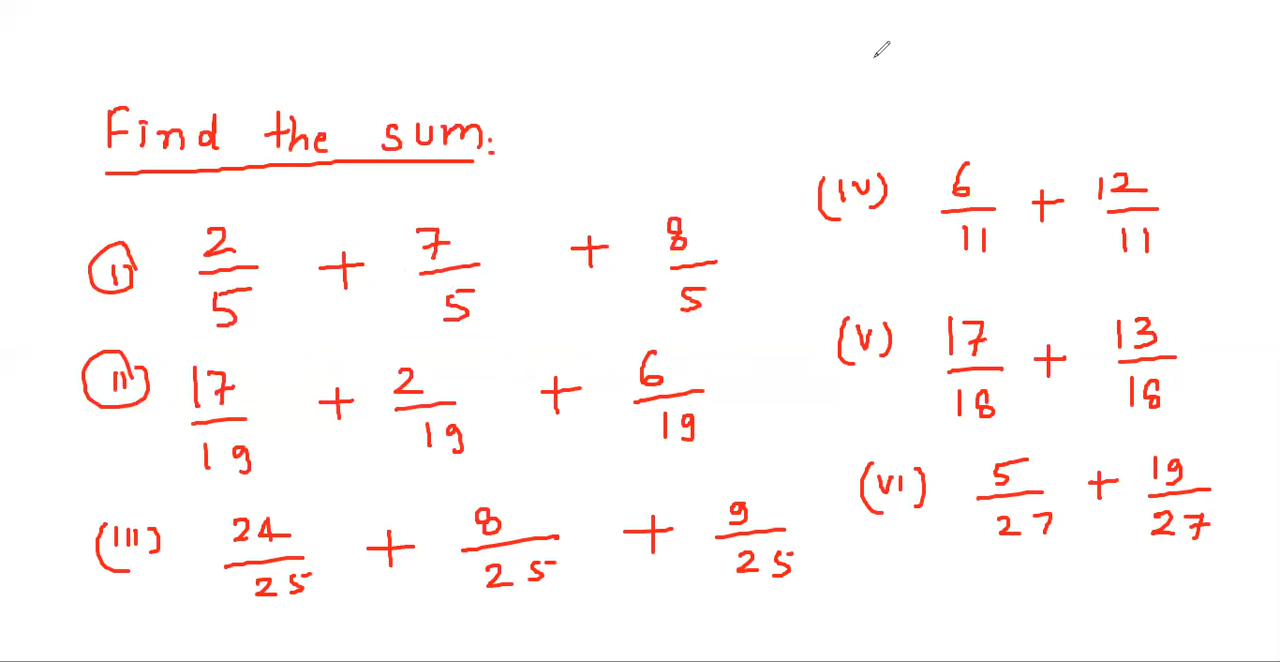 Find the sum:
(i) 2/5 + 7/5 + 8/5
(ii) 17/19 + 2/19 + 6/19
(iii) 24/25 + 8/25 + 9/25
(iv) 6/11 + 12/11
(v) 17/18 + 13/18
(vi) 5/27 + 19/27